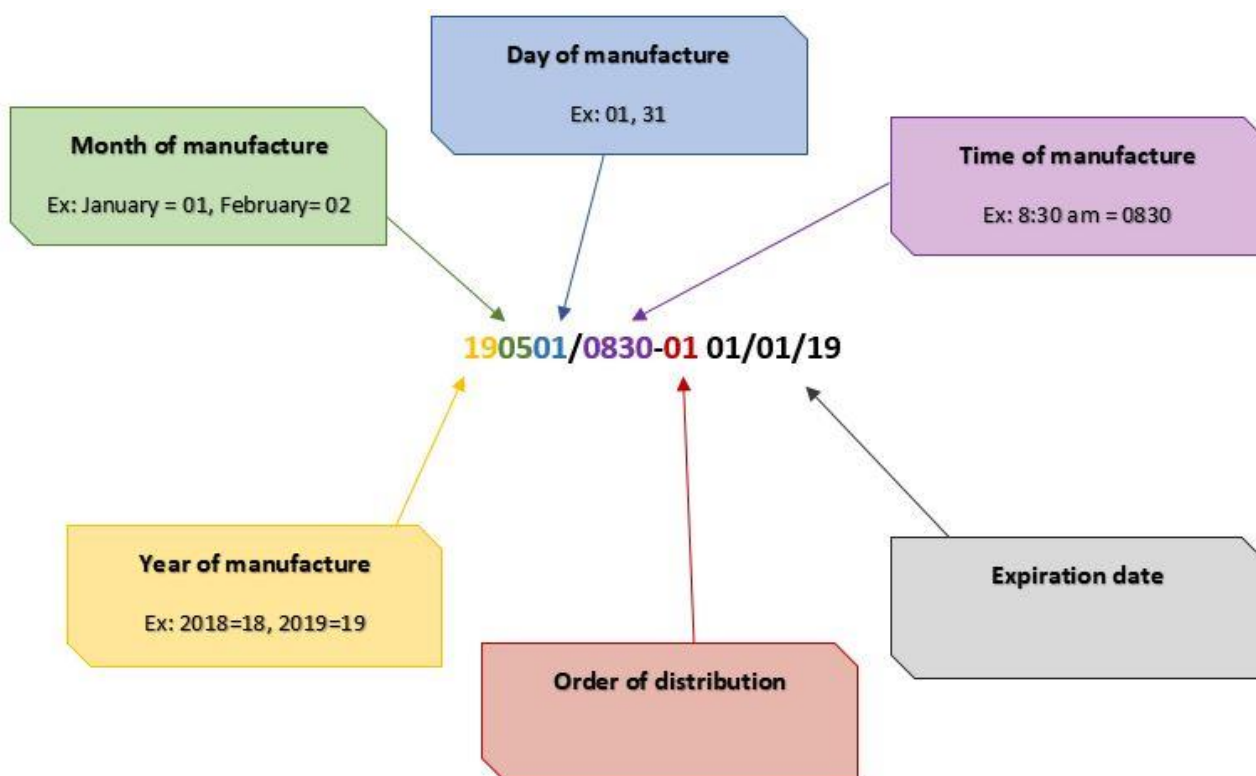 Day of manufacture
Ex: 01, 31
Month of manufacture
Ex: January = 01, February= 02
Time of manufacture
Ex: 8:30 am = 0830
190501/0830-01 01/01/19
Year of manufacture
Ex: 2018=18, 2019=19
Expiration date
Order of distribution